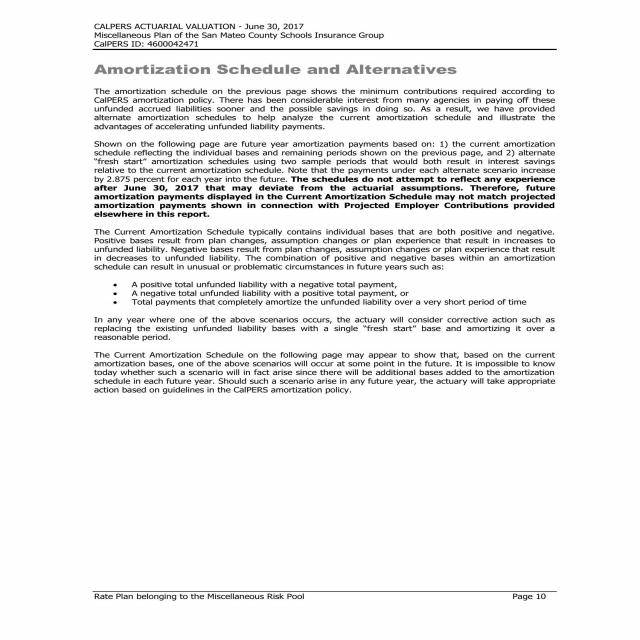 CALPERS ACTUARIAL VALUATION - June 30, 2017
Miscellaneous Plan of the San Mateo County Schools Insurance Group
CalPERS ID: 4600042471
Amortization Schedule and Alternatives
The amortization schedule on the previous page shows the minimum contributions required according to
CalPERS amortization policy. There has been considerable interest from many agencies in paying off these
unfunded accrued liabilities sooner and the possible savings in doing so. As a result, we have provided
alternate amortization schedules to help analyze the current amortization schedule and illustrate the
advantages of accelerating unfunded liability payments.
Shown on the following page are future year amortization payments based on: 1) the current amortization
schedule reflecting the individual bases and remaining periods shown on the previous page, and 2) alternate
“fresh start” amortization schedules using two sample periods that would both result in interest savings
relative to the current amortization schedule. Note that the payments under each alternate scenario increase
by 2.875 percent for each year into the future. The schedules do not attempt to reflect any experience
after June 30, 2017 that may deviate from the actuarial assumptions. Therefore, future
amortization payments displayed in the Current Amortization Schedule may not match projected
amortization payments shown in connection with Projected Employer Contributions provided
elsewhere in this report.
The Current Amortization Schedule typically contains individual bases that are both positive and negative.
Positive bases result from plan changes, assumption changes or plan experience that result in increases to
unfunded liability. Negative bases result from plan changes, assumption changes or plan experience that result
in decreases to unfunded liability. The combination of positive and negative bases within an amortization
schedule can result in unusual or problematic circumstances in future years such as:
• A positive total unfunded liability with a negative total payment,
• A negative total unfunded liability with a positive total payment, or
• Total payments that completely amortize the unfunded liability over a very short period of time
In any year where one of the above scenarios occurs, the actuary will consider corrective action such as
replacing the existing unfunded liability bases with a single “fresh start” base and amortizing it over a
reasonable period.
The Current Amortization Schedule on the following page may appear to show that, based on the current
amortization bases, one of the above scenarios will occur at some point in the future. It is impossible to know
today whether such a scenario will in fact arise since there will be additional bases added to the amortization
schedule in each future year. Should such a scenario arise in any future year, the actuary will take appropriate
action based on guidelines in the CalPERS amortization policy.
Rate Plan belonging to the Miscellaneous Risk Pool Page 10